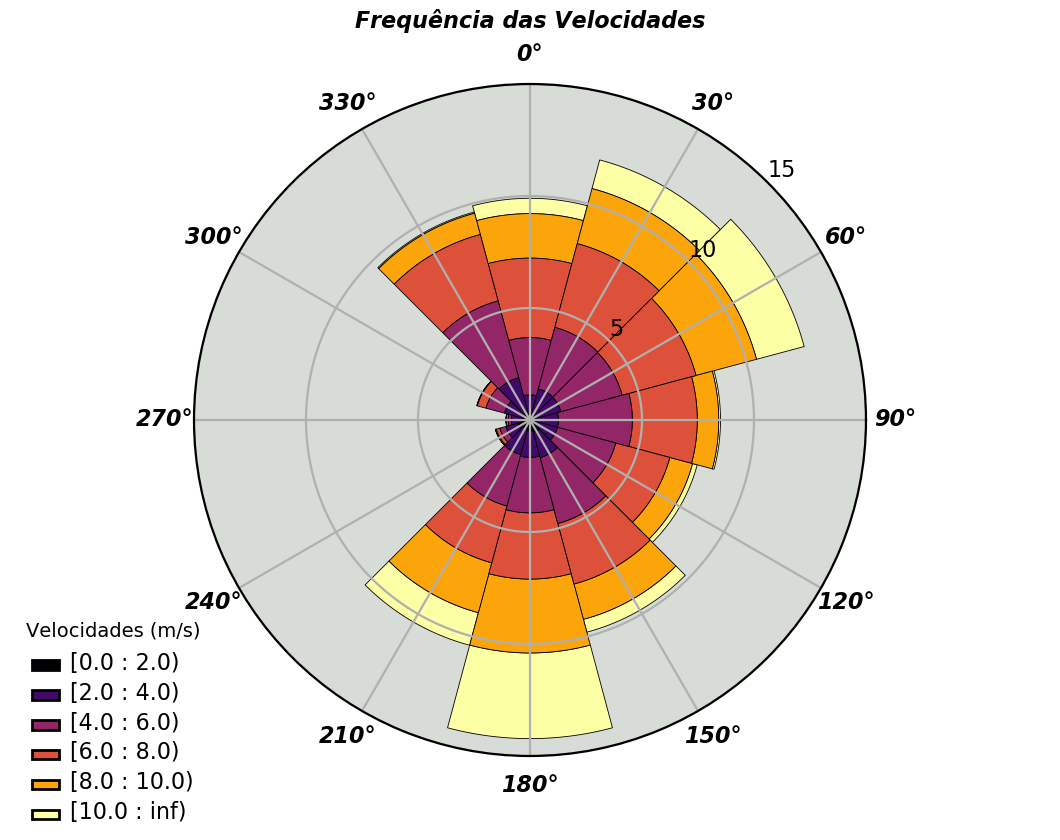 Frequência das Velocidades
0°
330°
30°
15
300°
60°
10
5
270°
90°
240°
120°
210°
150°
180°
Velocidades (m/s)
[0.0 : 2.0)
[2.0 : 4.0)
[4.0 : 6.0)
[6.0 : 8.0)
[8.0 : 10.0)
[10.0 : inf)